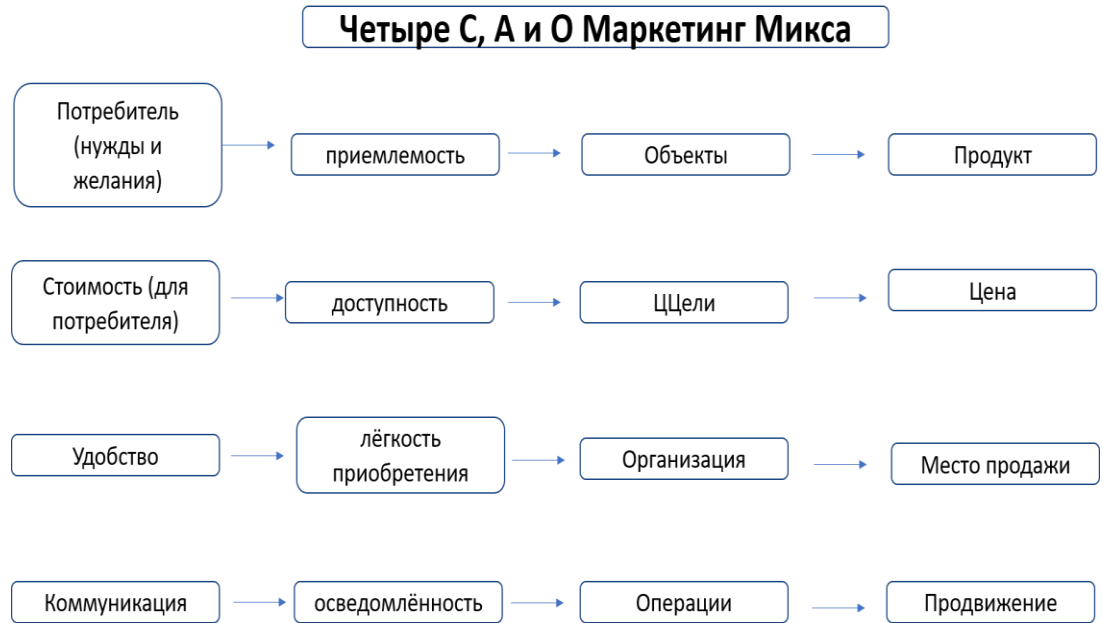 Четыре С, А и О Маркетинг Микса
Потребитель
(нужды и
желания)
приемлемость
Объекты
Продукт
Стоимость (для
потребителя)
доступность
ЦЦели
Цена
Удобство
лёгкость
приобретения
Организация
Место продажи
Коммуникация
осведомлённость
Операции
Продвижение